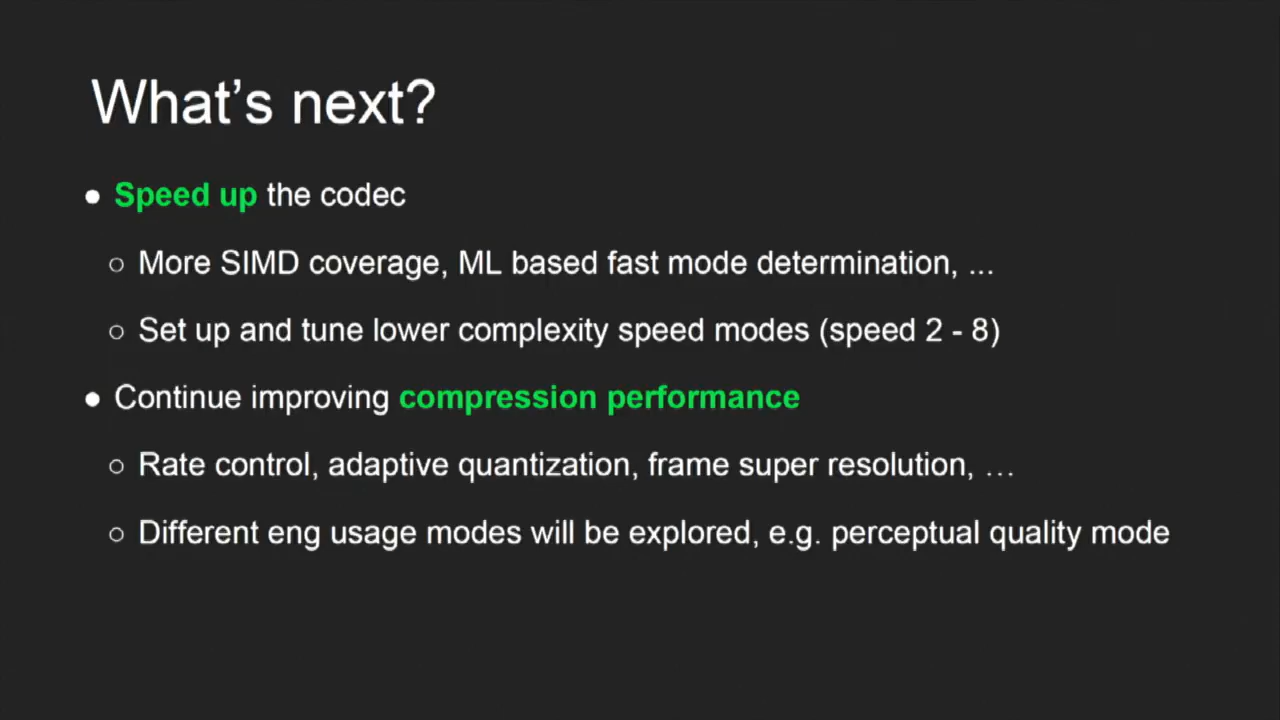 What's next?
● Speed up the codec
○ More SIMD coverage, ML based fast mode determination, ...
○ Set up and tune lower complexity speed modes (speed 2 - 8)
● Continue improving compression performance
○ Rate control, adaptive quantization, frame super resolution, …
○ Different eng usage modes will be explored, e.g. perceptual quality mode